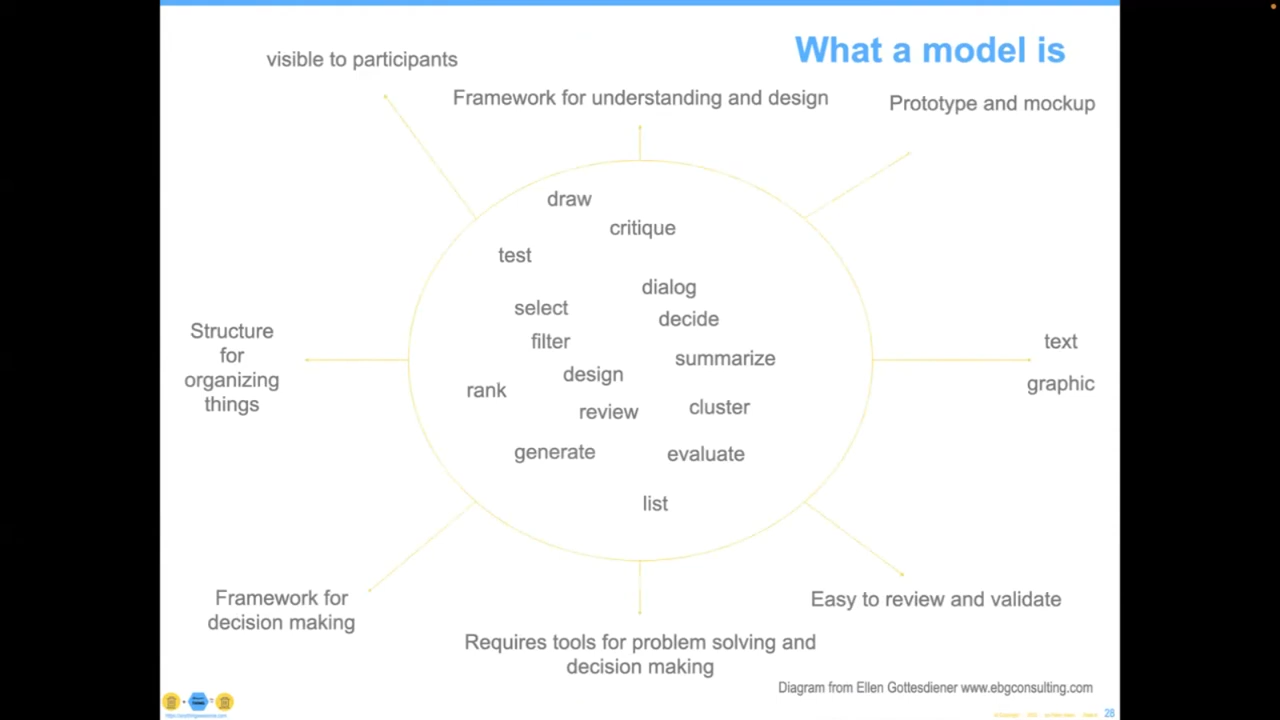 What a model is
visible to participants
Framework for understanding and design
Prototype and mockup
draw
critique
test
dialog
select
decide
filter
summarize
design
rank
cluster
review
generate
evaluate
list
Structure
for
organizing
things
text
graphic
Framework for
decision making
Requires tools for problem solving and
decision making
Easy to review and validate
Diagram from Ellen Gottesdiener www.ebgconsulting.com
28